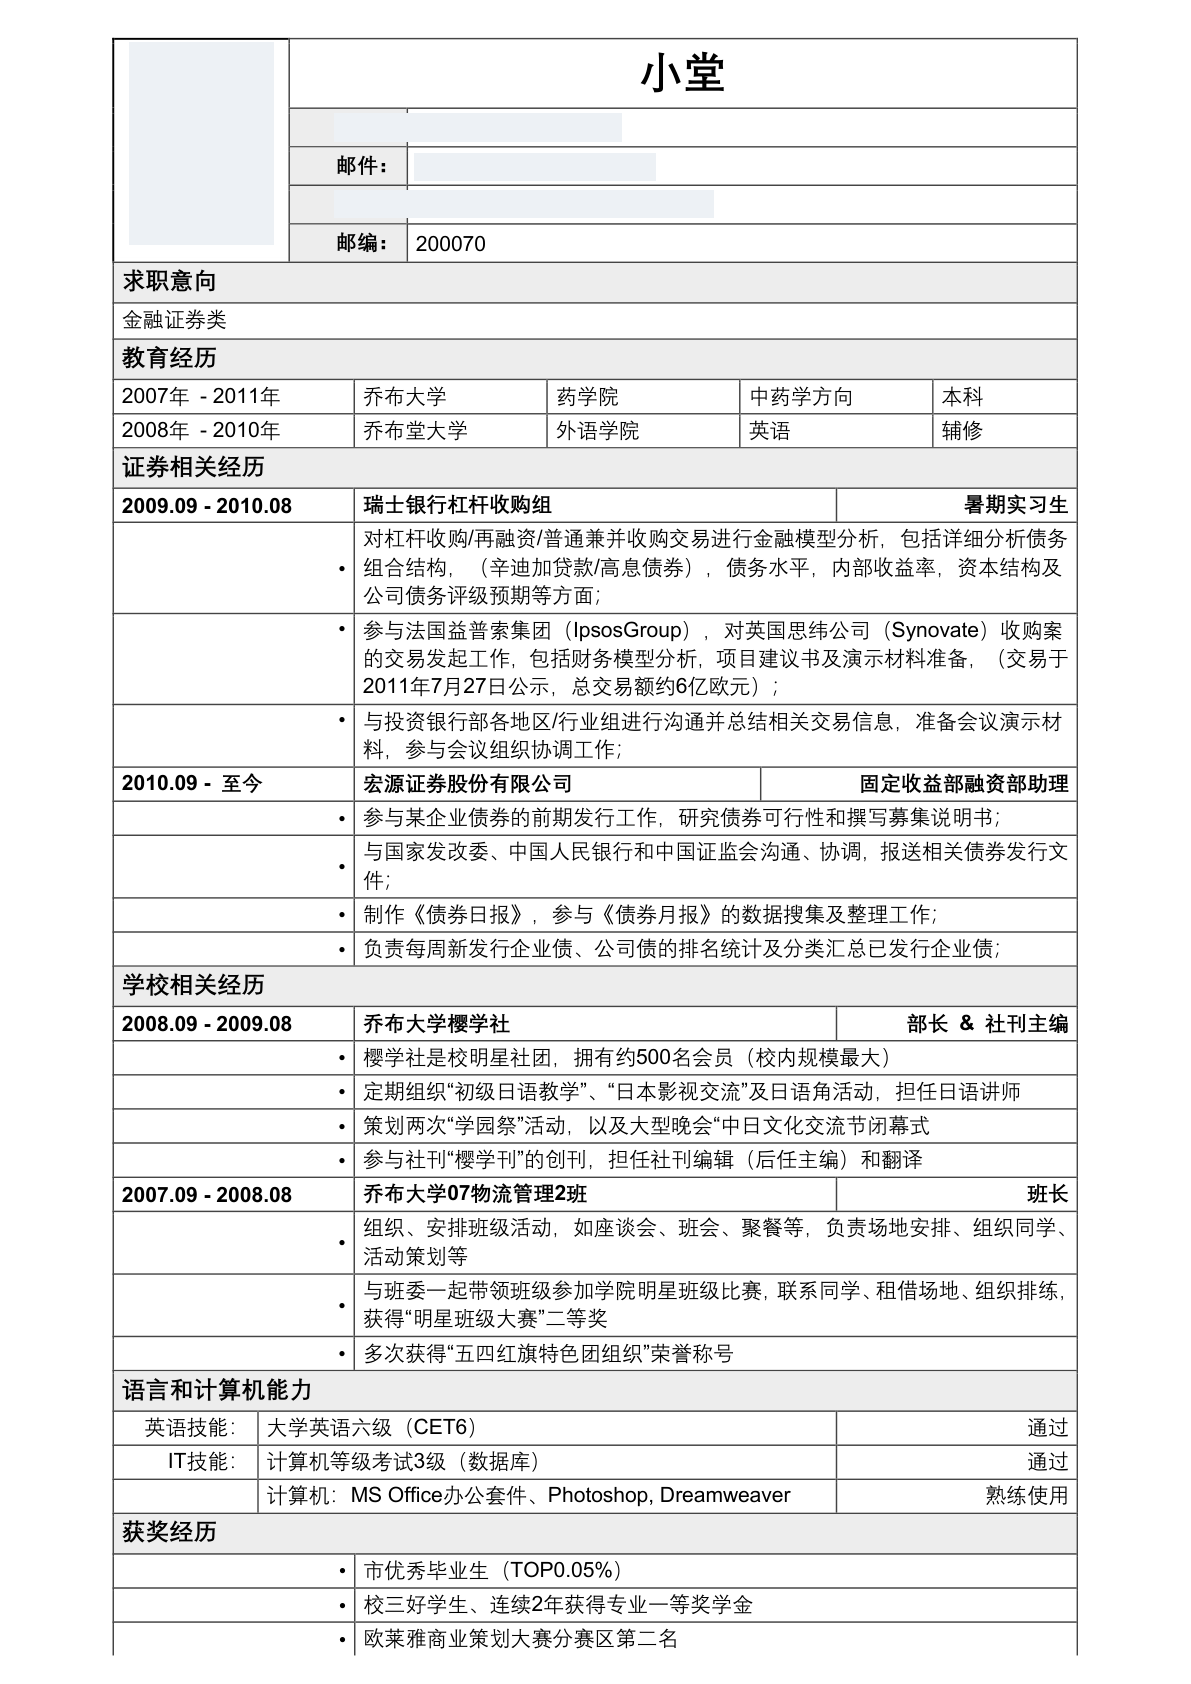 小堂
邮件：
邮编： 200070
求职意向
金融证券类
教育经历
2007年 - 2011年 乔布大学 药学院 中药学方向 本科
2008年 - 2010年 乔布堂大学 外语学院 英语 辅修
证券相关经历
2009.09 - 2010.08 瑞士银行杠杆收购组 暑期实习生
• 对杠杆收购/再融资/普通兼并收购交易进行金融模型分析，包括详细分析债务
组合结构，（辛迪加贷款/高息债券），债务水平，内部收益率，资本结构及
公司债务评级预期等方面；
• 参与法国益普索集团（IpsosGroup），对英国思纬公司（Synovate）收购案
的交易发起工作，包括财务模型分析，项目建议书及演示材料准备，（交易于
2011年7月27日公示，总交易额约6亿欧元）；
• 与投资银行部各地区/行业组进行沟通并总结相关交易信息，准备会议演示材
料，参与会议组织协调工作；
2010.09 - 至今 宏源证券股份有限公司 固定收益部融资部助理
• 参与某企业债券的前期发行工作，研究债券可行性和撰写募集说明书；
• 与国家发改委、中国人民银行和中国证监会沟通、协调，报送相关债券发行文
件；
• 制作《债券日报》，参与《债券月报》的数据搜集及整理工作；
• 负责每周新发行企业债、公司债的排名统计及分类汇总已发行企业债；
学校相关经历
2008.09 - 2009.08 乔布大学樱学社 部长 & 社刊主编
• 樱学社是校明星社团，拥有约500名会员（校内规模最大）
• 定期组织“初级日语教学”、“日本影视交流”及日语角活动，担任日语讲师
• 策划两次“学园祭”活动，以及大型晚会“中日文化交流节闭幕式
• 参与社刊“樱学刊”的创刊，担任社刊编辑（后任主编）和翻译
2007.09 - 2008.08 乔布大学07物流管理2班 班长
• 组织、安排班级活动，如座谈会、班会、聚餐等，负责场地安排、组织同学、
活动策划等
• 与班委一起带领班级参加学院明星班级比赛，联系同学、租借场地、组织排练，
获得“明星班级大赛”二等奖
• 多次获得“五四红旗特色团组织”荣誉称号
语言和计算机能力
英语技能： 大学英语六级（CET6） 通过
IT技能： 计算机等级考试3级（数据库） 通过
计算机：MS Office办公套件、Photoshop, Dreamweaver 熟练使用
获奖经历
• 市优秀毕业生（TOP0.05%）
• 校三好学生、连续2年获得专业一等奖学金
• 欧莱雅商业策划大赛分赛区第二名